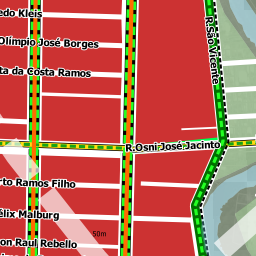 edo Kleis
R.São Vicente
Olímpio José Borges
ta da Costa Ramos
R.Osni José Jacinto
rto Ramos Filho
élix Malburg
on Raul Rebello
50m